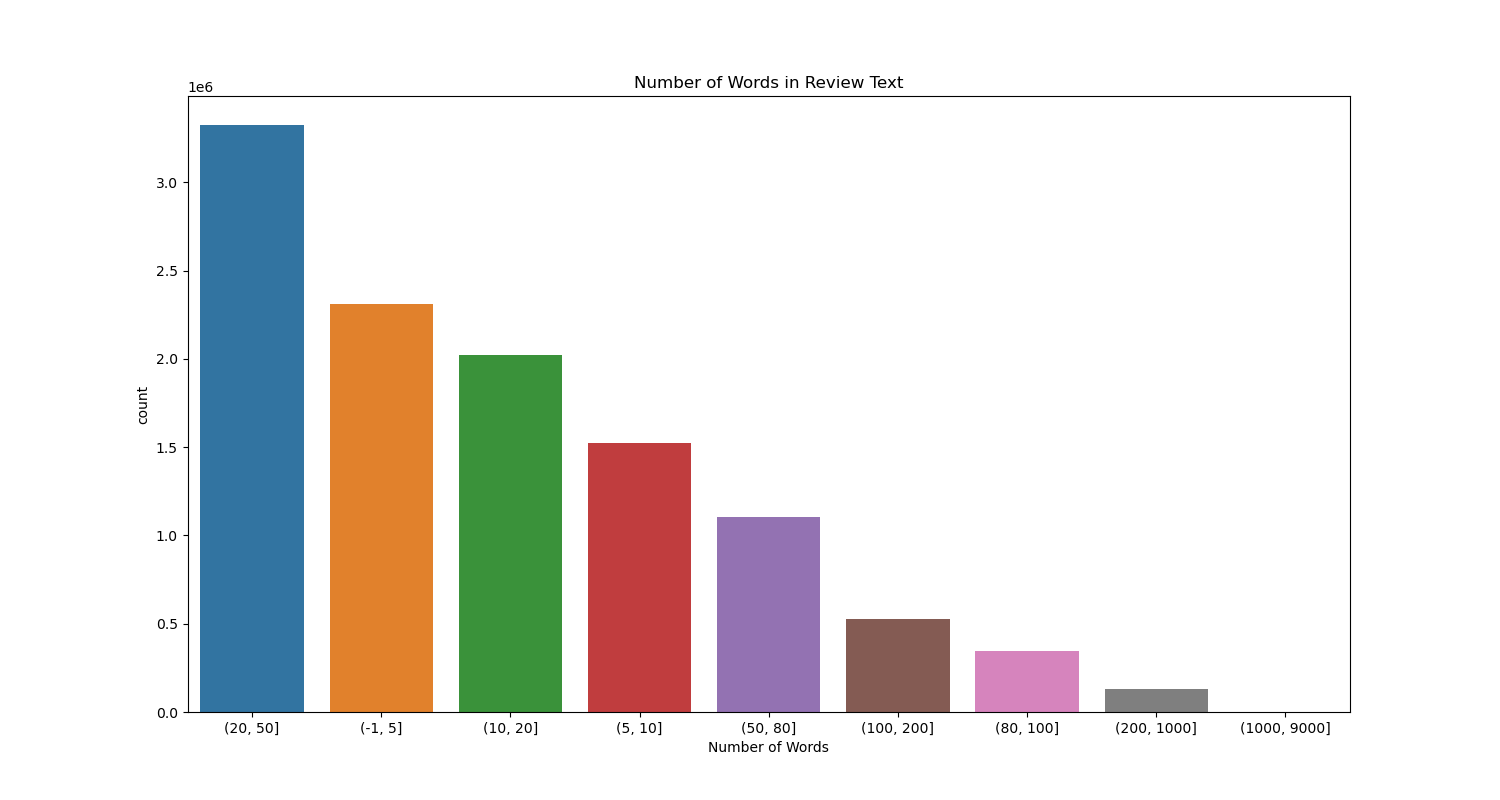 Number of Words in Review Text
1e6
3.0
2.5
2.0
1.5
1.0
0.5
0.0
count
(20, 50] (-1, 5] (10, 20] (5, 10] (50, 80] (100, 200] (80, 100] (200, 1000] (1000, 9000]
Number of Words